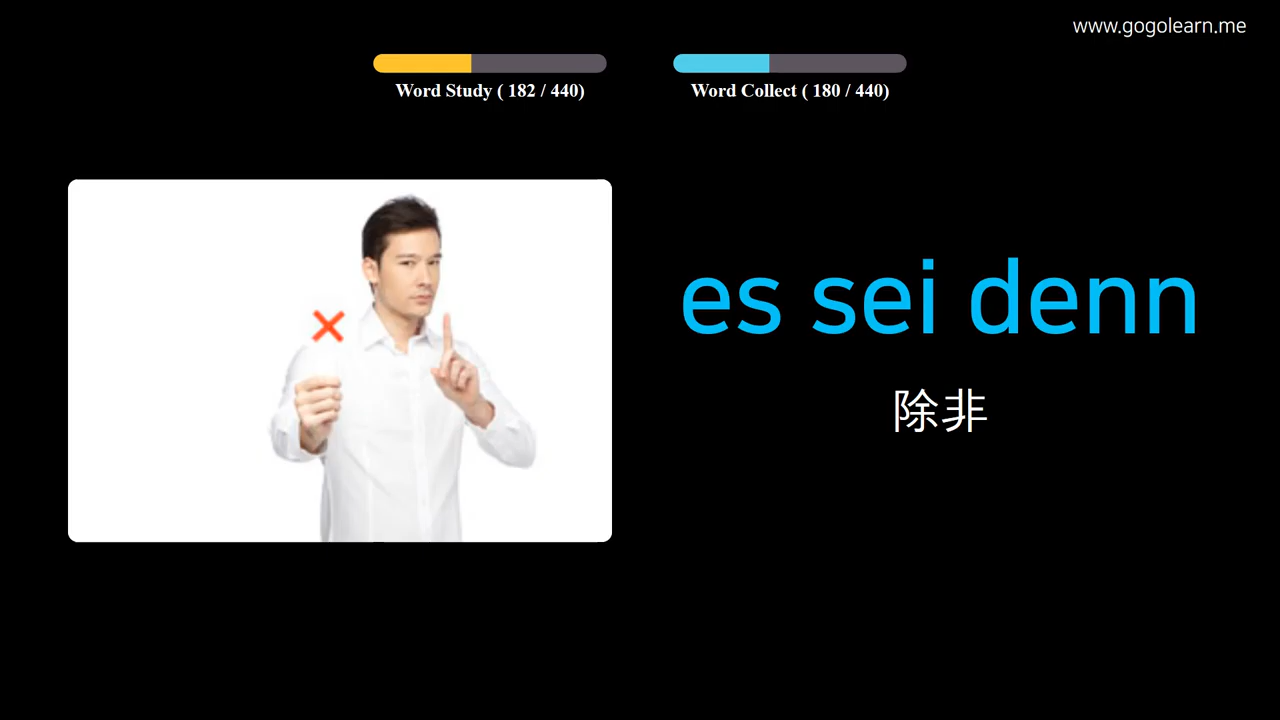 www.gogolearn.me
Word Study ( 182 / 440)
Word Collect ( 180 / 440)
es sei denn
除非